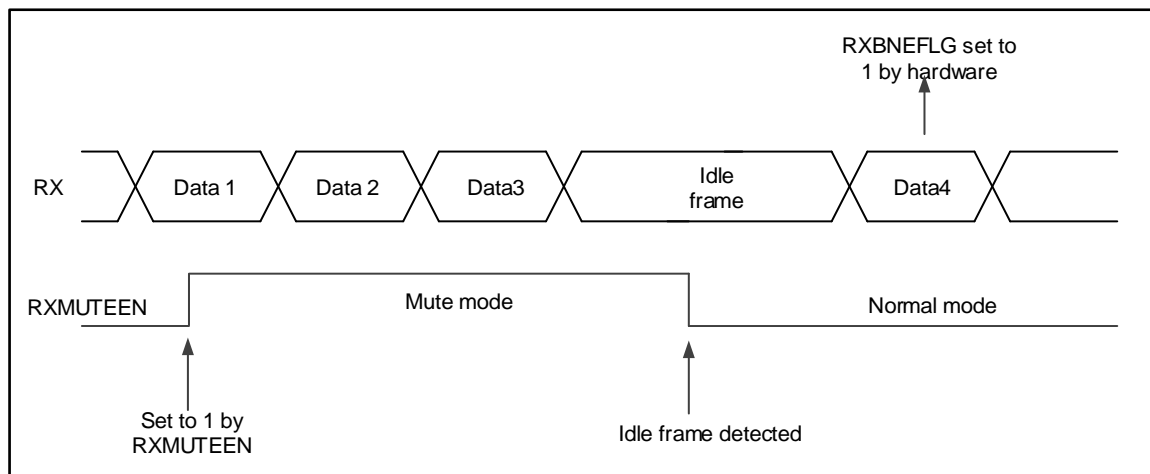 RXBNEFLG set to
1 by hardware
RX
Data 1
Data 2
Data3
Idle
frame
Data4
RXMUTEEN
Mute mode
Normal mode
Set to 1 by
RXMUTEEN
Idle frame detected